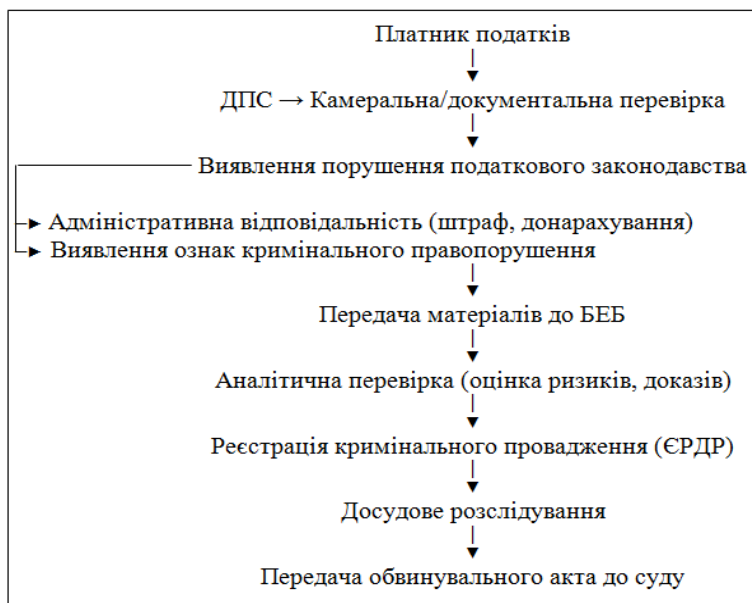 Платник податків
ДПС → Камеральна/документальна перевірка
Виявлення порушення податкового законодавства
Адміністративна відповідальність (штраф, донарахування)
Виявлення ознак кримінального правопорушення
Передача матеріалів до БЕБ
Аналітична перевірка (оцінка ризиків, доказів)
Реєстрація кримінального провадження (ЄРДР)
Досудове розслідування
Передача обвинувального акта до суду